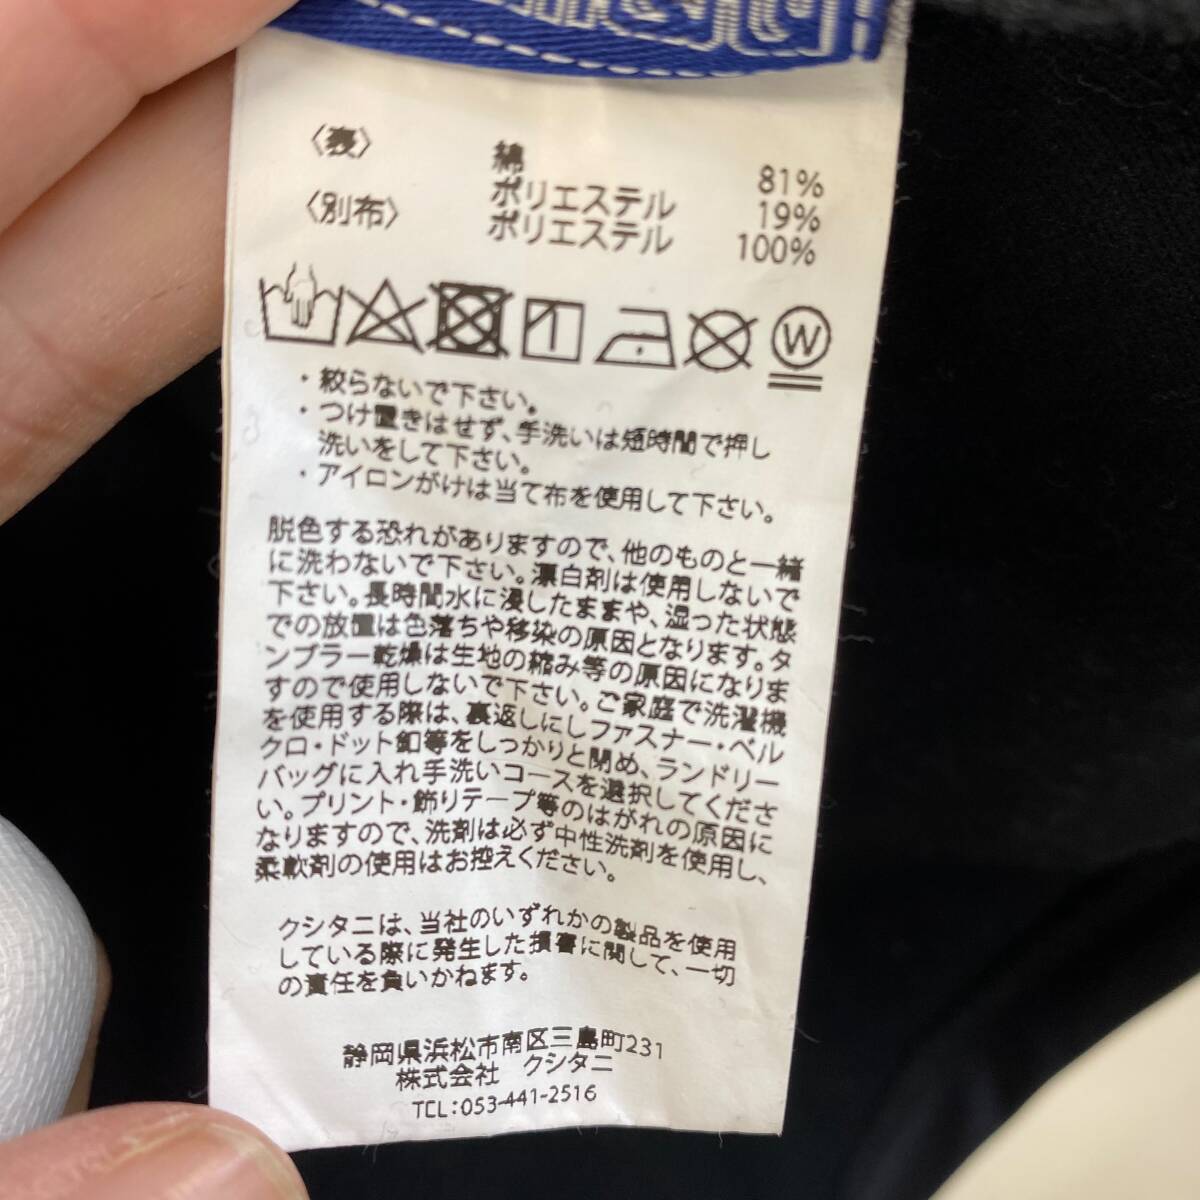 〈表〉 綿 81%
ポリエステル 19%
〈別布〉 ポリエステル 100%
W
・絞らないで下さい。
・つけ置きはせず、手洗いは短時間で押し
洗いをして下さい。
・アイロンがけは当て布を使用して下さい。
脱色する恐れがありますので、他のものと一緒
に洗わないで下さい。漂白剤は使用しないで
下さい。長時間水に浸したままや、湿った状態
での放置は色落ちや移染の原因となります。タ
ンブラー乾燥は生地の縮み等の原因になりま
すので使用しないで下さい。ご家庭で洗濯機
を使用する際は、裏返しにしファスナー・ベル
クロ・ドット釦等をしっかりと閉め、ランドリー
バッグに入れ手洗いコースを選択してくださ
い。プリント・飾りテープ等のはがれの原因に
なりますので、洗剤は必ず中性洗剤を使用し、
柔軟剤の使用はお控えください。
クシタニは、当社のいずれかの製品を使用
している際に発生した損害に関して、一切
の責任を負いかねます。
静岡県浜松市南区三島町231
株式会社 クシタニ
TEL:053-441-2516